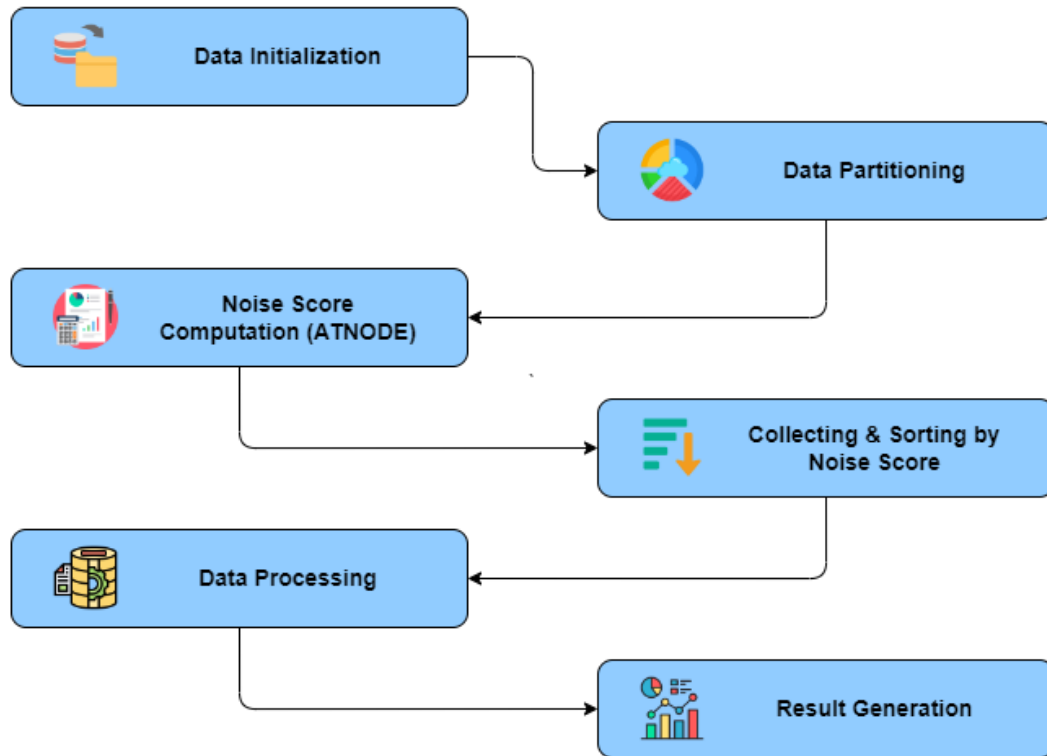 Data Initialization
Data Partitioning
Noise Score
Computation (ATNODE)
Collecting & Sorting by
Noise Score
Data Processing
Result Generation